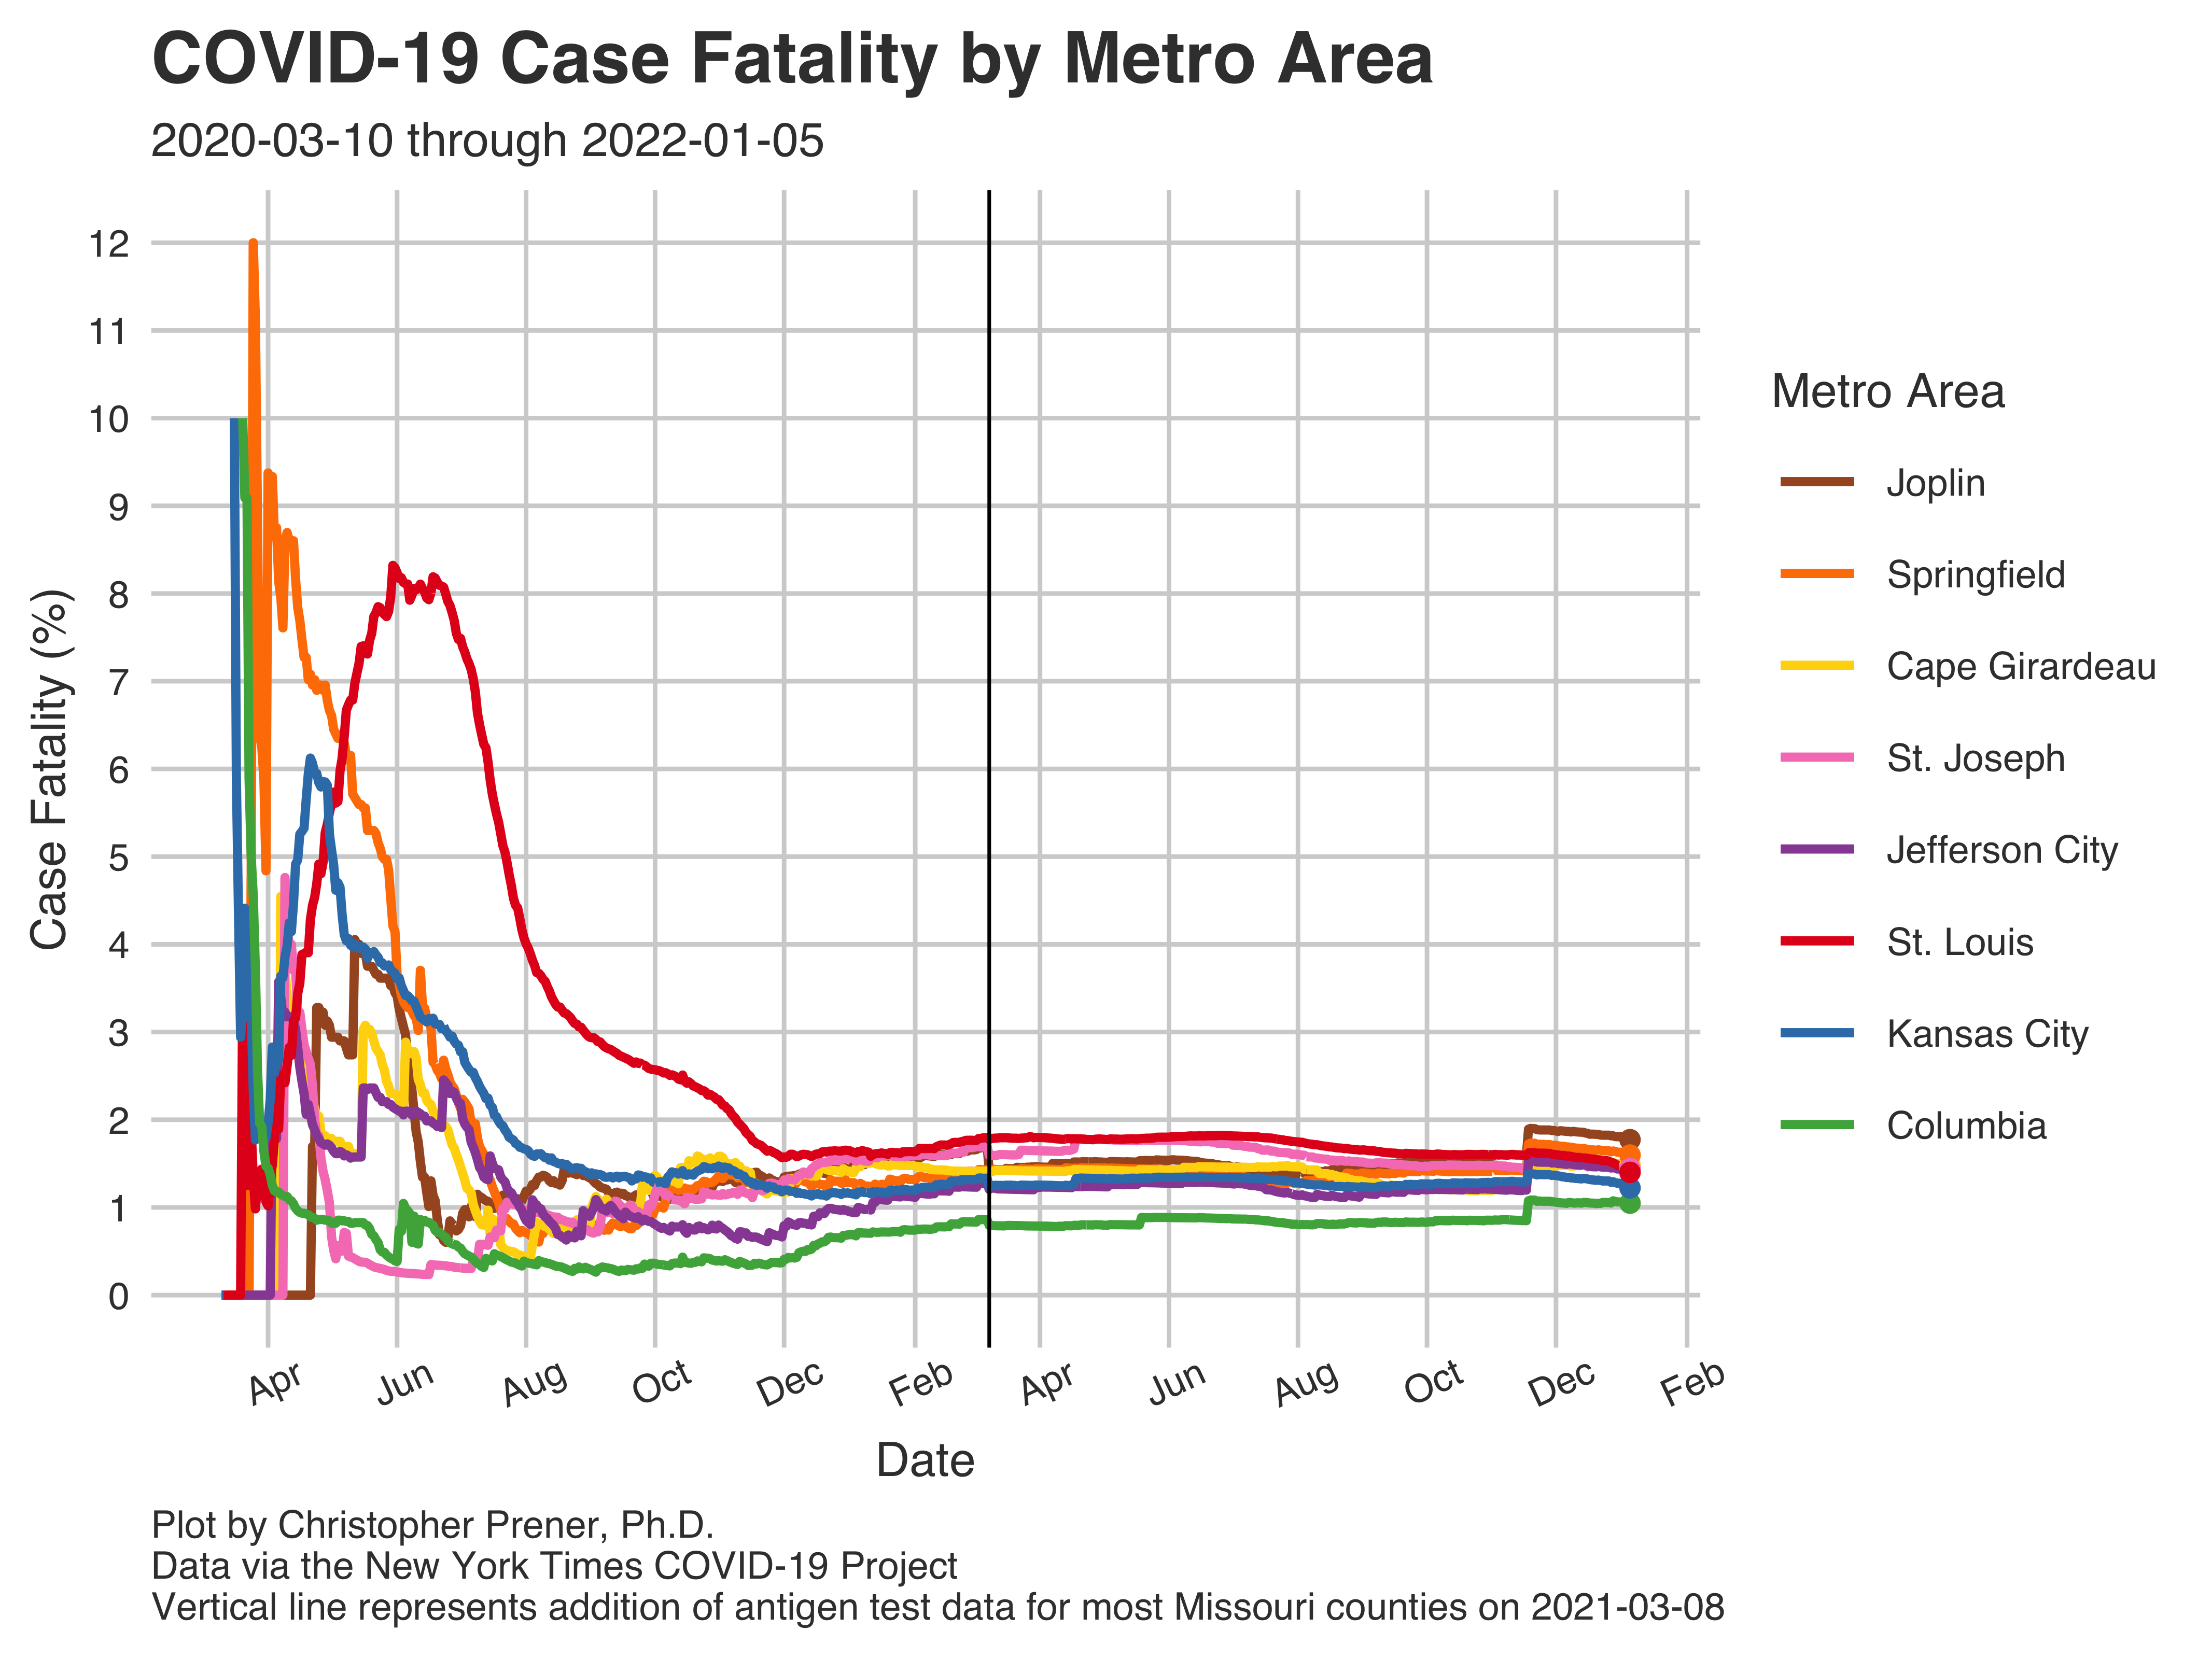 COVID-19 Case Fatality by Metro Area
2020-03-10 through 2022-01-05
Case Fatality (%)
12
11
10
9
8
7
6
5
4
3
2
1
0
Apr
Jun
Aug
Oct
Dec
Feb
Apr
Jun
Aug
Oct
Dec
Feb
Date
Metro Area
Joplin
Springfield
Cape Girardeau
St. Joseph
Jefferson City
St. Louis
Kansas City
Columbia
Plot by Christopher Prener, Ph.D.
Data via the New York Times COVID-19 Project
Vertical line represents addition of antigen test data for most Missouri counties on 2021-03-08